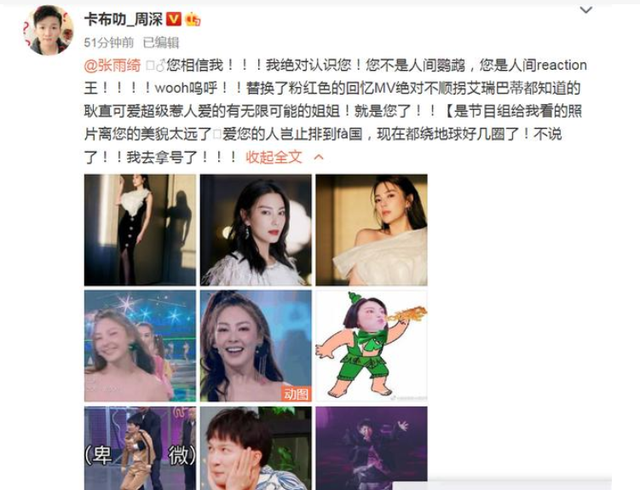 卡布叻_周深
51分钟前 已编辑
@张雨绮 ♂您相信我！！！我绝对认识您！您不是人间鹦鹉，您是人间reaction
王！！！！wooh呜呼！！替换了粉红色的回忆MV绝对不顺拐艾瑞巴蒂都知道的
耿直可爱超级惹人爱的有无限可能的姐姐！就是您了！！【是节目组给我看的照
片离您的美貌太远了爱您的人岂止排到fà国，现在都绕地球好几圈了！不说
了！！我去拿号了！！！ 收起全文
动图
(卑 微)